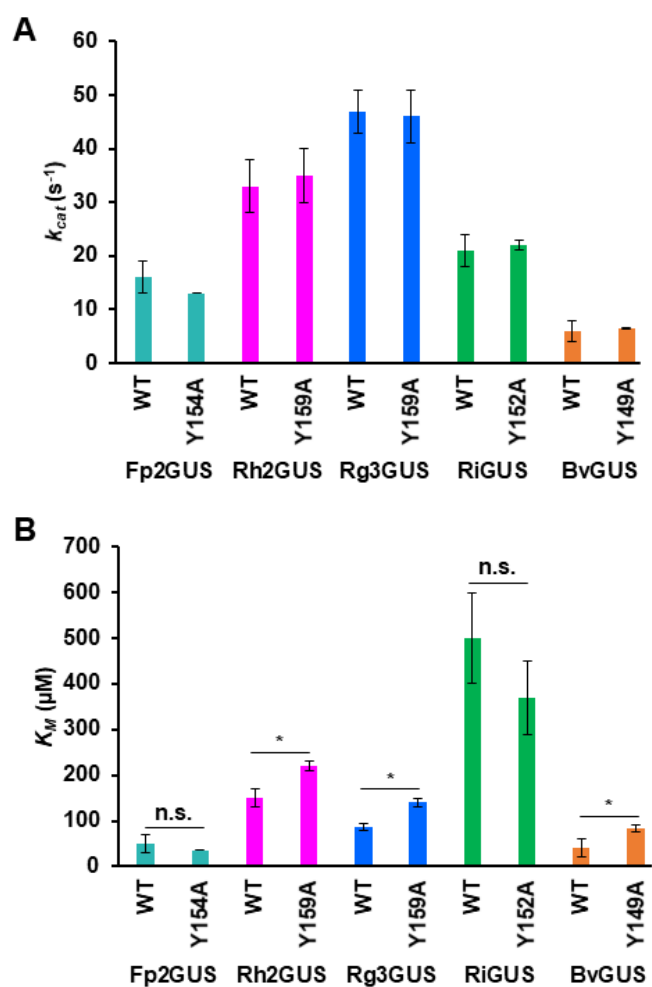 A
60
50
40
30
20
10
0
k_cat (s⁻¹)
WT Y154A WT Y159A WT Y159A WT Y152A WT Y149A
Fp2GUS Rh2GUS Rg3GUS RiGUS BvGUS
B
700
600
500
400
300
200
100
0
K_M (µM)
n.s.
*
*
n.s.
*
WT Y154A WT Y159A WT Y159A WT Y152A WT Y149A
Fp2GUS Rh2GUS Rg3GUS RiGUS BvGUS